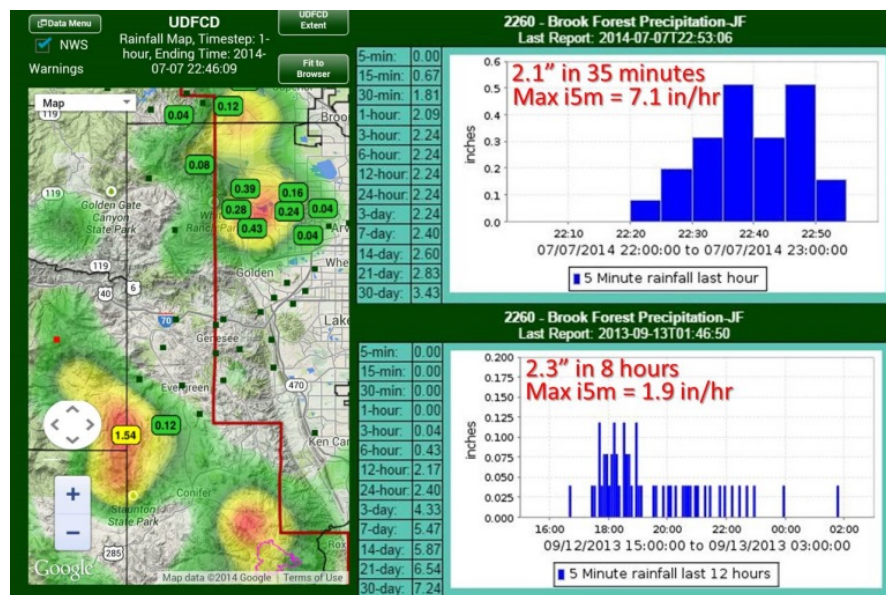 Data Menu
NWS
Warnings
UDFCD
Rainfall Map, Timestep: 1-
hour, Ending Time: 2014-
07-07 22:46:09
UDFCD
Extent
Fit to
Browser
Map
119
0.04
0.12
Broo
0.08
119
Golden Gate
Canyon
State Park
0.39
0.16
0.28
0.24
0.04
0.43
0.04
Arv
Whe
Golden
119
40
6
70
Lak
Genesee
Evergreen
470
1.54
0.12
Ken Car
Conifer
Staunton
State Park
285
Rox
Google
Map data ©2014 Google
Terms of Use
2260 - Brook Forest Precipitation-JF
Last Report: 2014-07-07T22:53:06
5-min: 0.00
15-min: 0.67
30-min: 1.81
1-hour: 2.09
3-hour: 2.24
6-hour: 2.24
12-hour: 2.24
24-hour: 2.24
3-day: 2.24
7-day: 2.40
14-day: 2.60
21-day: 2.83
30-day: 3.43
2.1” in 35 minutes
Max i5m = 7.1 in/hr
inches
0.6
0.5
0.4
0.3
0.2
0.1
0.0
22:10 22:20 22:30 22:40 22:50
07/07/2014 22:00:00 to 07/07/2014 23:00:00
5 Minute rainfall last hour
2260 - Brook Forest Precipitation-JF
Last Report: 2013-09-13T01:46:50
5-min: 0.00
15-min: 0.00
30-min: 0.00
1-hour: 0.00
3-hour: 0.04
6-hour: 0.43
12-hour: 2.17
24-hour: 2.40
3-day: 4.33
7-day: 5.47
14-day: 5.87
21-day: 6.54
30-day: 7.24
2.3” in 8 hours
Max i5m = 1.9 in/hr
inches
0.200
0.175
0.150
0.125
0.100
0.075
0.050
0.025
0.000
16:00 18:00 20:00 22:00 00:00 02:00
09/12/2013 15:00:00 to 09/13/2013 03:00:00
5 Minute rainfall last 12 hours